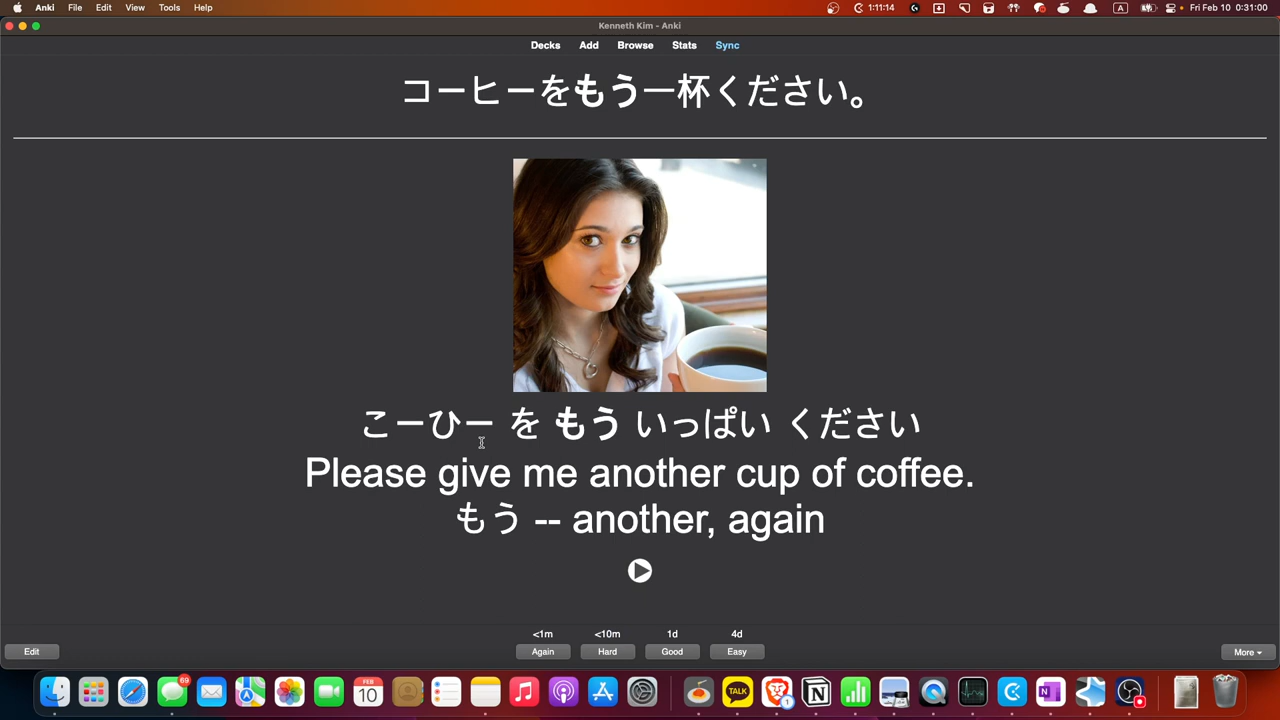 Anki File Edit View Tools Help 1:11:14 A Fri Feb 10 0:31:00
Kenneth Kim - Anki
Decks Add Browse Stats Sync
コーヒーをもう一杯ください。
こーひー を もう いっぱい ください
Please give me another cup of coffee.
もう -- another, again
<1m <10m 1d 4d
Edit Again Hard Good Easy More
69 FEB 10 TALK 1 N N